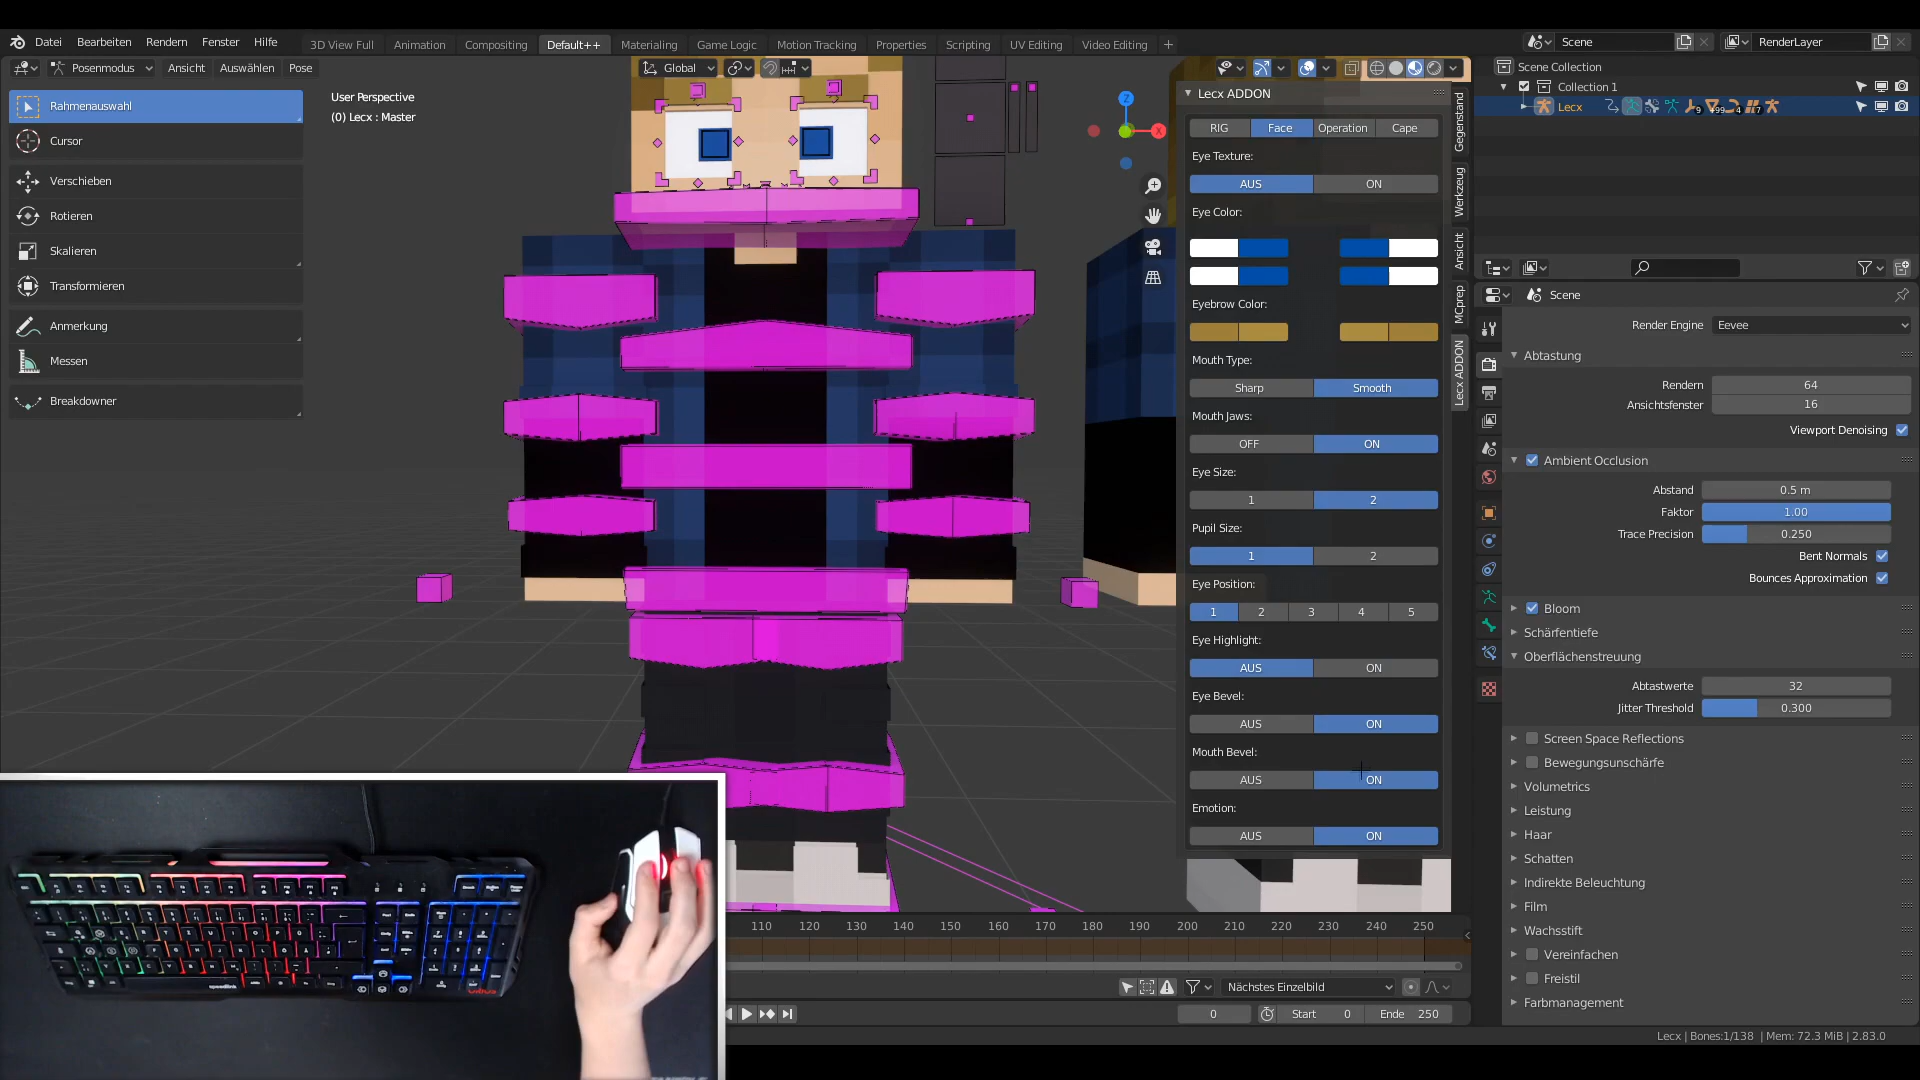 Datei Bearbeiten Rendern Fenster Hilfe 3D View Full Animation Compositing Default++ Materialing Game Logic Motion Tracking Properties Scripting UV Editing Video Editing + Scene RenderLayer
Posenmodus Ansicht Auswählen Pose Global
Rahmenauswahl
Cursor
Verschieben
Rotieren
Skalieren
Transformieren
Anmerkung
Messen
Breakdowner
User Perspective
(0) Lecx : Master
Z
X
Lecx ADDON
RIG Face Operation Cape
Eye Texture:
AUS ON
Eye Color:
Eyebrow Color:
Mouth Type:
Sharp Smooth
Mouth Jaws:
OFF ON
Eye Size:
1 2
Pupil Size:
1 2
Eye Position:
1 2 3 4 5
Eye Highlight:
AUS ON
Eye Bevel:
AUS ON
Mouth Bevel:
AUS ON
Emotion:
AUS ON
Gegenstand
Werkzeug
Ansicht
MCprep
Lecx ADDON
Scene Collection
Collection 1
Lecx
Scene
Render Engine Eevee
Abtastung
Rendern 64
Ansichtsfenster 16
Viewport Denoising
Ambient Occlusion
Abstand 0.5 m
Faktor 1.00
Trace Precision 0.250
Bent Normals
Bounces Approximation
Bloom
Schärfentiefe
Oberflächenstreuung
Abtastwerte 32
Jitter Threshold 0.300
Screen Space Reflections
Bewegungsunschärfe
Volumetrics
Leistung
Haar
Schatten
Indirekte Beleuchtung
Film
Wachsstift
Vereinfachen
Freistil
Farbmanagement
110 120 130 140 150 160 170 180 190 200 210 220 230 240 250
Nächstes Einzelbild
0 Start 0 Ende 250
Lecx | Bones:1/138 | Mem: 72.3 MiB | 2.83.0
speedlink